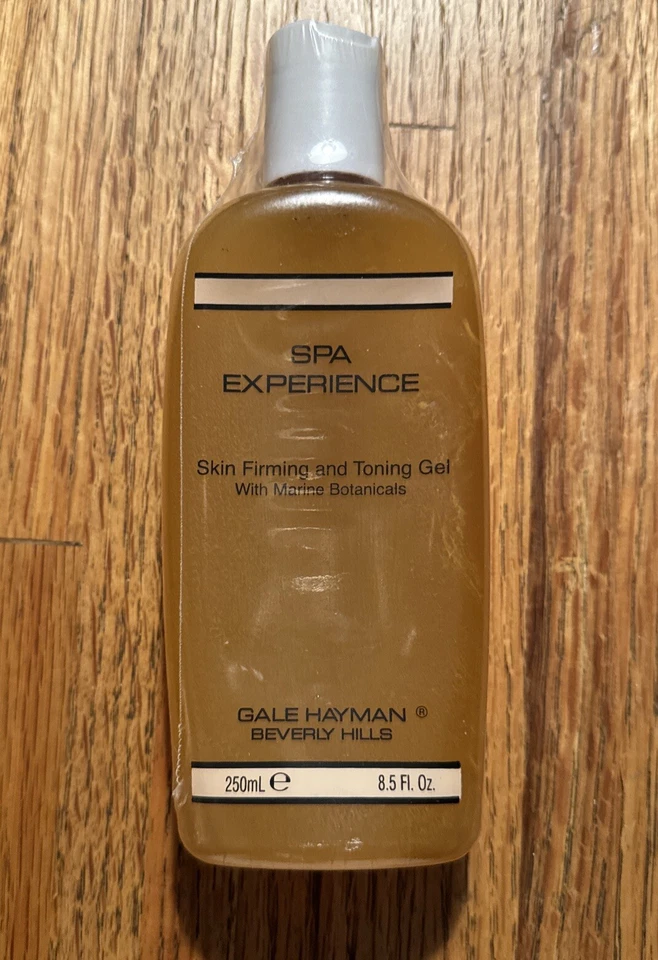 SPA
EXPERIENCE
Skin Firming and Toning Gel
With Marine Botanicals
GALE HAYMAN ®
BEVERLY HILLS
250mL ℮ 8.5 Fl. Oz.